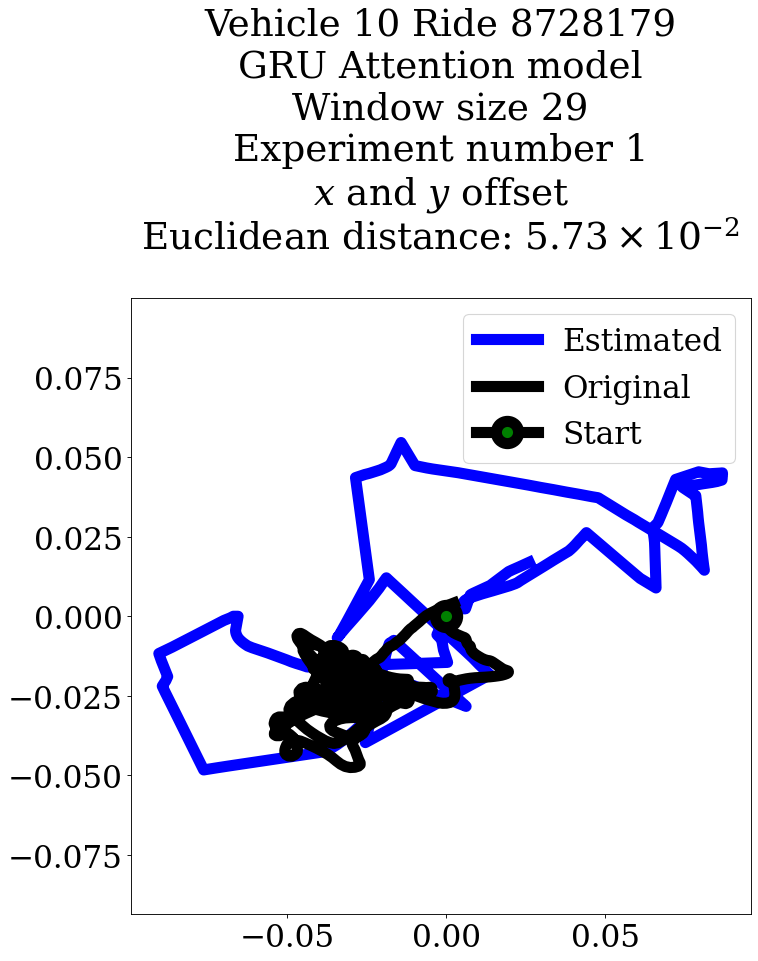 Vehicle 10 Ride 8728179
GRU Attention model
Window size 29
Experiment number 1
x and y offset
Euclidean distance: 5.73 × 10⁻²
Estimated
Original
Start
0.075
0.050
0.025
0.000
−0.025
−0.050
−0.075
−0.05
0.00
0.05